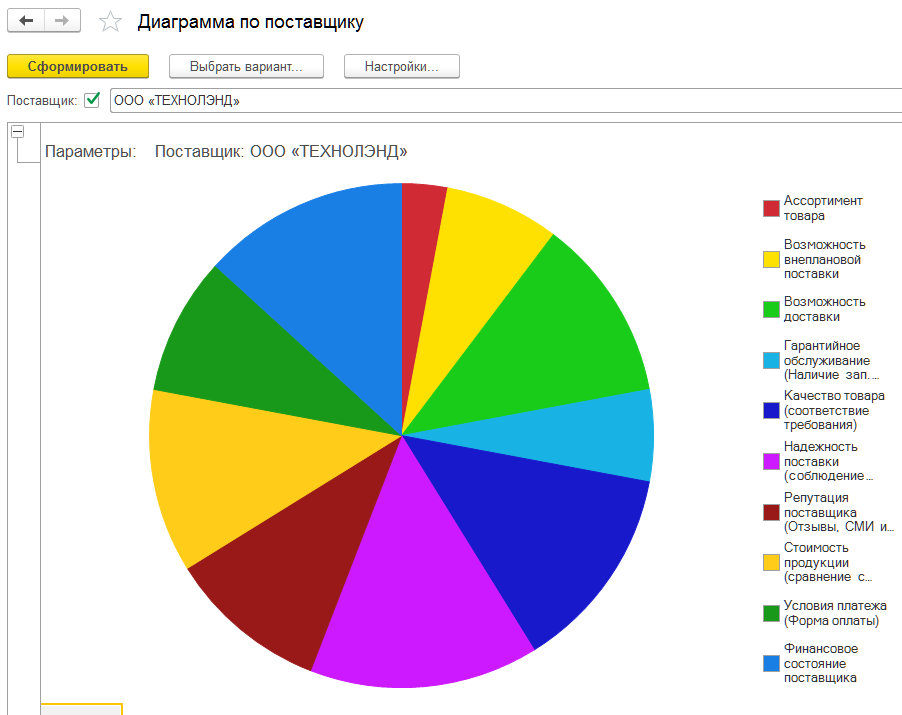 Диаграмма по поставщику
Сформировать
Выбрать вариант...
Настройки...
Поставщик:
ООО «ТЕХНОЛЭНД»
Параметры: Поставщик: ООО «ТЕХНОЛЭНД»
Ассортимент
товара
Возможность
внеплановой
поставки
Возможность
доставки
Гарантийное
обслуживание
(Наличие зап....
Качество товара
(соответствие
требования)
Надежность
поставки
(соблюдение...
Репутация
поставщика
(Отзывы, СМИ и...
Стоимость
продукции
(сравнение с...
Условия платежа
(Форма оплаты)
Финансовое
состояние
поставщика